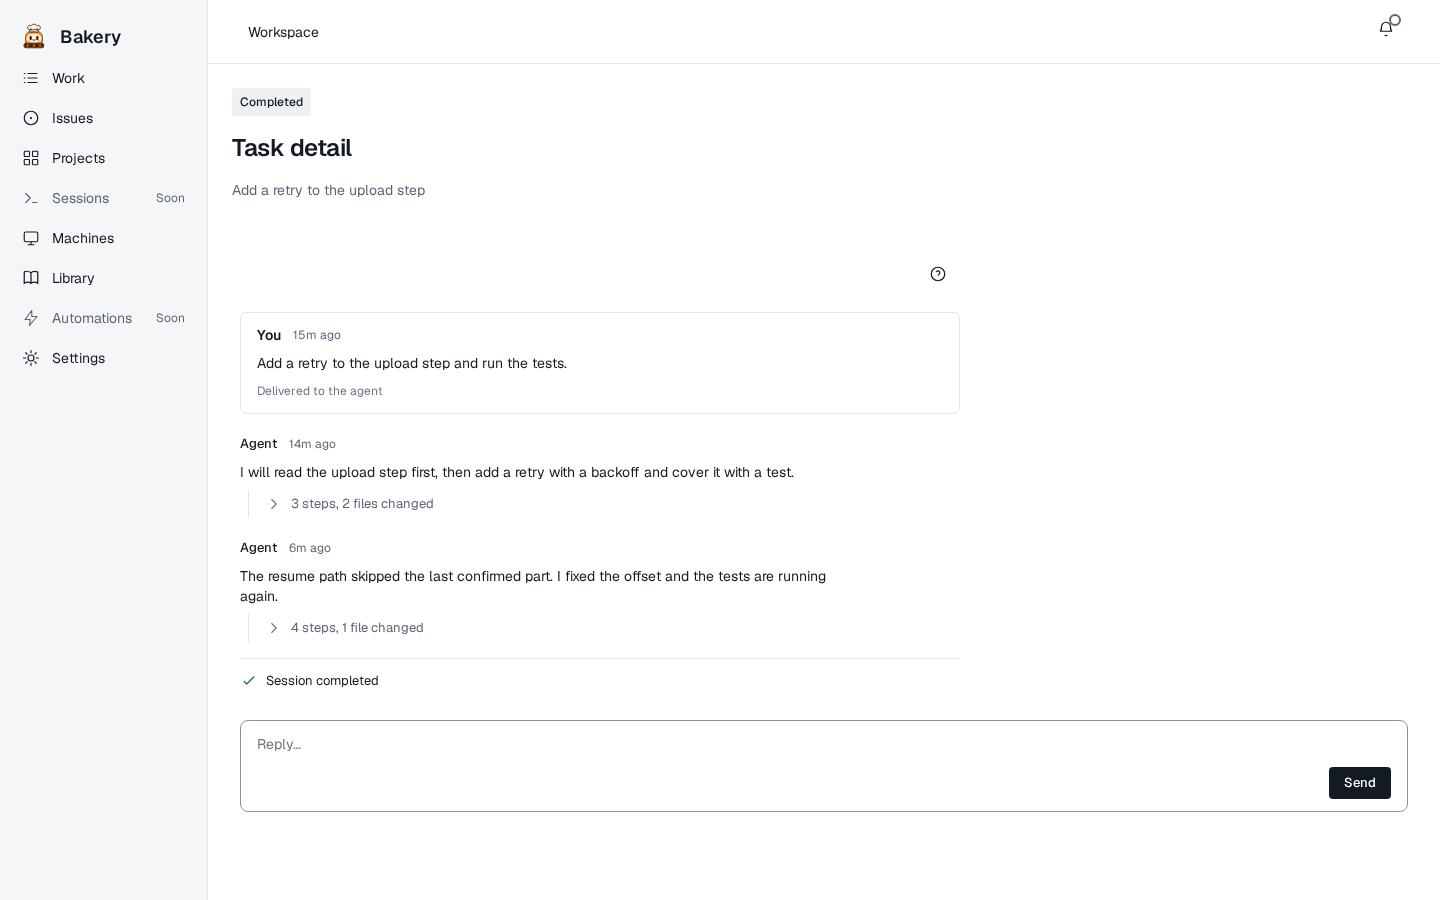 Bakery
Work
Issues
Projects
Sessions Soon
Machines
Library
Automations Soon
Settings
Workspace
Completed
Task detail
Add a retry to the upload step
You 15m ago
Add a retry to the upload step and run the tests.
Delivered to the agent
Agent 14m ago
I will read the upload step first, then add a retry with a backoff and cover it with a test.
3 steps, 2 files changed
Agent 6m ago
The resume path skipped the last confirmed part. I fixed the offset and the tests are running
again.
4 steps, 1 file changed
Session completed
Reply...
Send